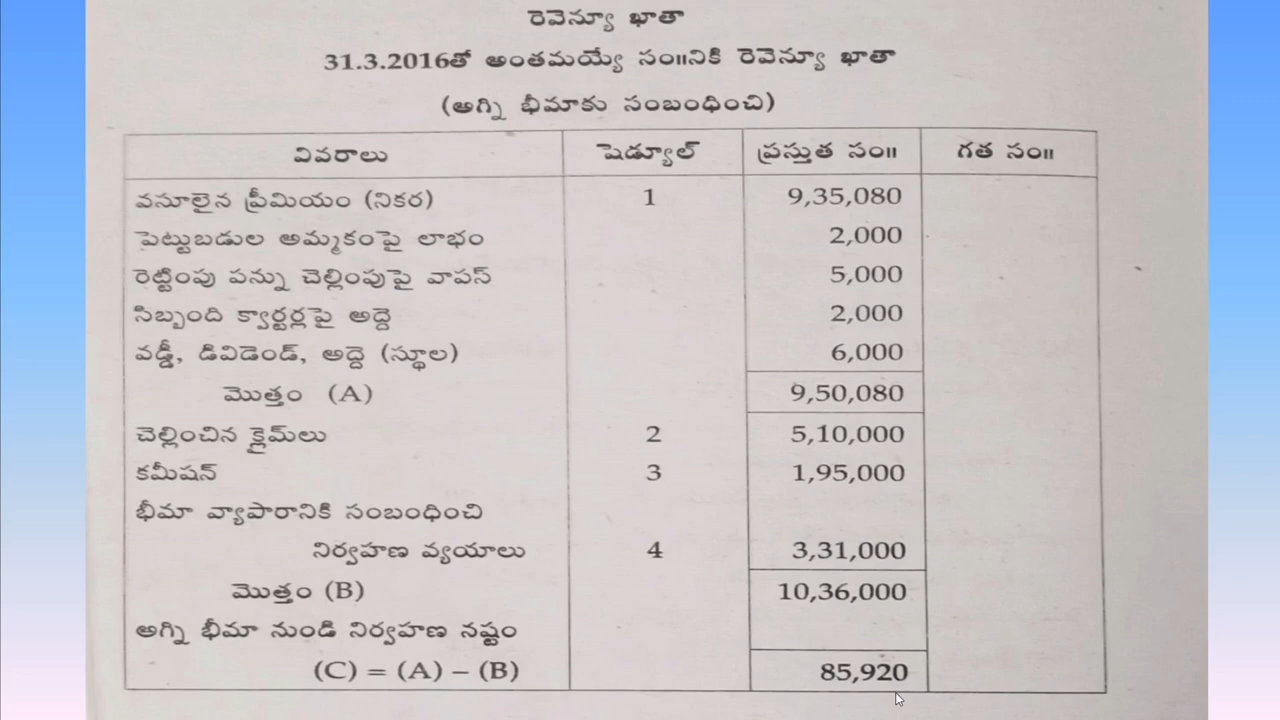 రెవెన్యూ ఖాతా
31.3.2016తో అంతమయ్యే సం॥నికి రెవెన్యూ ఖాతా
(అగ్ని భీమాకు సంబంధించి)
వివరాలు షెడ్యూల్ ప్రస్తుత సం॥ గత సం॥
వసూలైన ప్రీమియం (నికర) 1 9,35,080
పెట్టుబడుల అమ్మకంపై లాభం 2,000
రెట్టింపు పన్ను చెల్లింపుపై వాపస్ 5,000
సిబ్బంది క్వార్టర్లపై అద్దె 2,000
వడ్డీ, డివిడెండ్, అద్దె (స్థూల) 6,000
మొత్తం (A) 9,50,080
చెల్లించిన క్లైమ్‌లు 2 5,10,000
కమీషన్ 3 1,95,000
భీమా వ్యాపారానికి సంబంధించి
నిర్వహణ వ్యయాలు 4 3,31,000
మొత్తం (B) 10,36,000
అగ్ని భీమా నుండి నిర్వహణ నష్టం
(C) = (A) – (B) 85,920